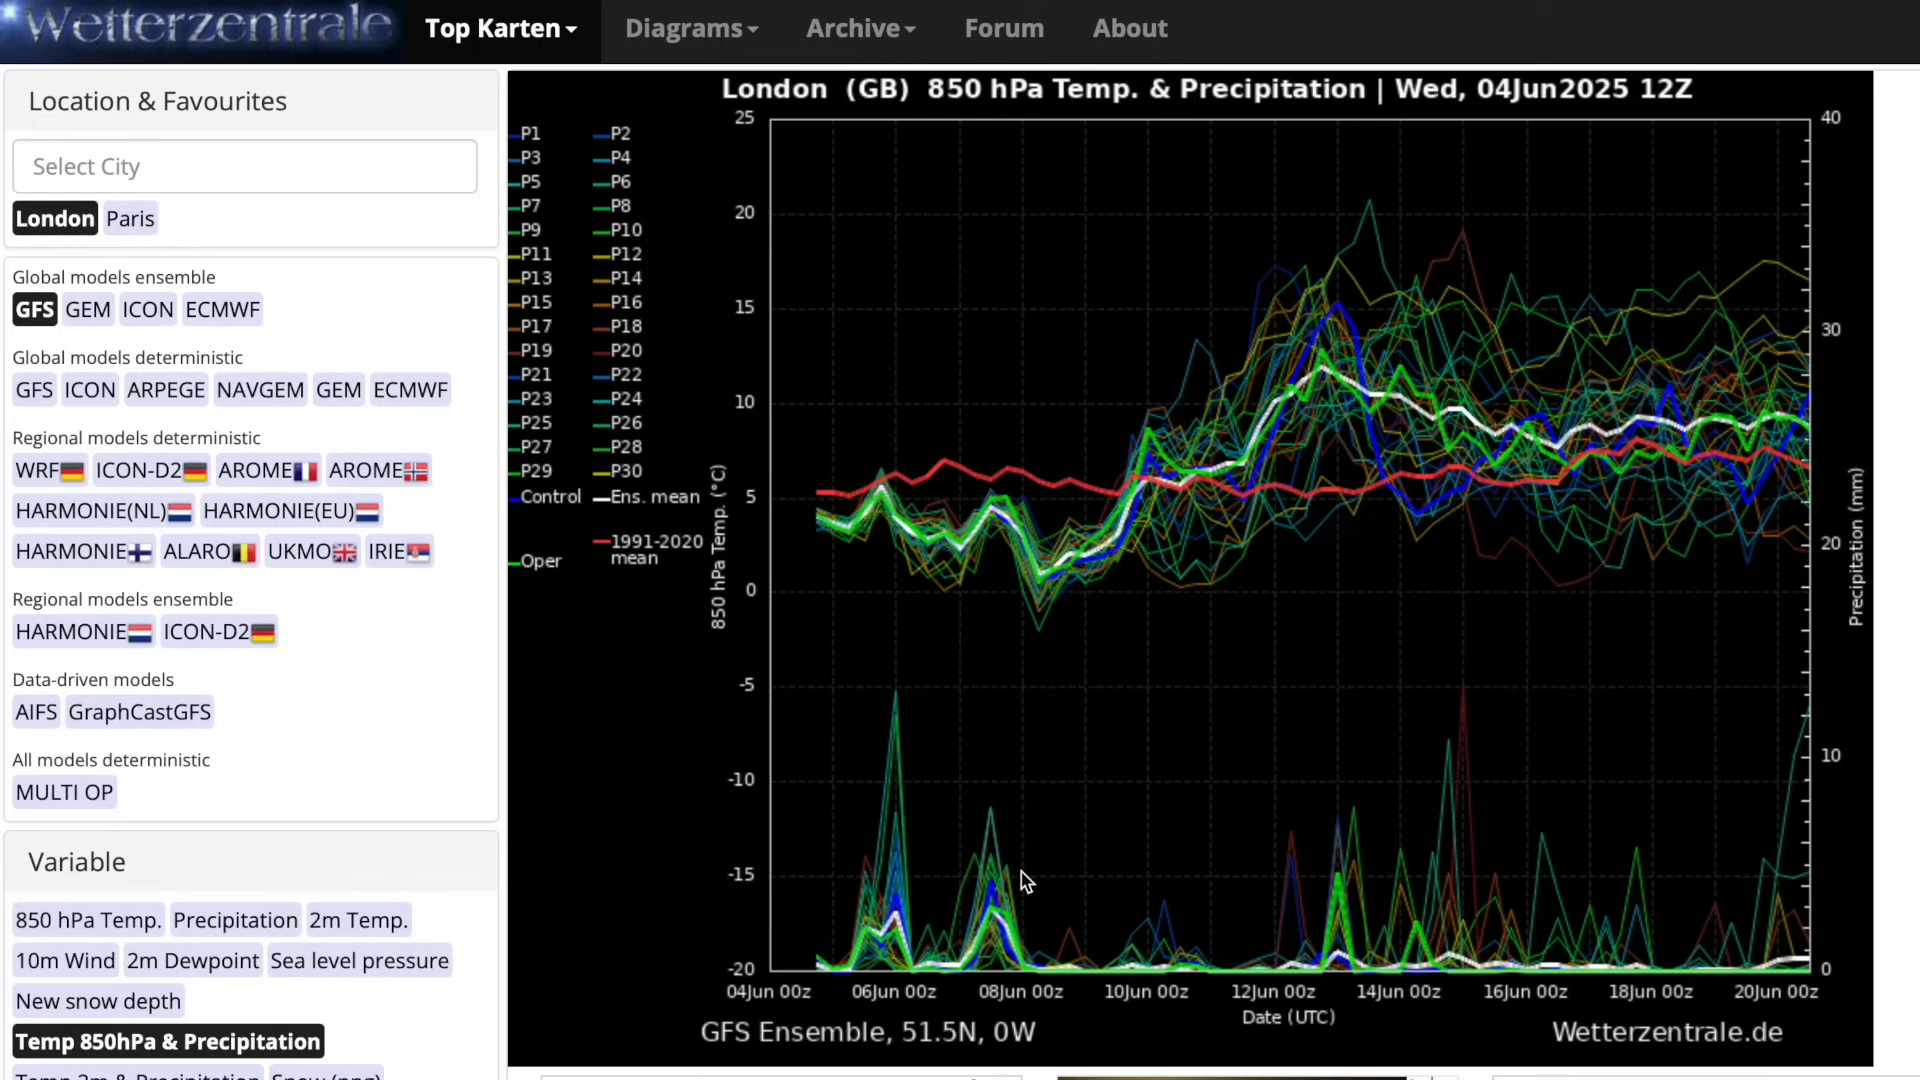 Wetterzentrale
Top Karten
Diagrams
Archive
Forum
About
Location & Favourites
Select City
London Paris
Global models ensemble
GFS GEM ICON ECMWF
Global models deterministic
GFS ICON ARPEGE NAVGEM GEM ECMWF
Regional models deterministic
WRF ICON-D2 AROME AROME
HARMONIE(NL) HARMONIE(EU)
HARMONIE ALARO UKMO IRIE
Regional models ensemble
HARMONIE ICON-D2
Data-driven models
AIFS GraphCastGFS
All models deterministic
MULTI OP
Variable
850 hPa Temp. Precipitation 2m Temp.
10m Wind 2m Dewpoint Sea level pressure
New snow depth
Temp 850hPa & Precipitation
Temp 2m & Precipitation Snow (png)
London (GB) 850 hPa Temp. & Precipitation | Wed, 04Jun2025 12Z
P1 P2
P3 P4
P5 P6
P7 P8
P9 P10
P11 P12
P13 P14
P15 P16
P17 P18
P19 P20
P21 P22
P23 P24
P25 P26
P27 P28
P29 P30
Control Ens. mean
Oper 1991-2020
mean
850 hPa Temp. (°C)
25
20
15
10
5
0
-5
-10
-15
-20
40
30
20
10
0
Precipitation (mm)
04Jun 00z 06Jun 00z 08Jun 00z 10Jun 00z 12Jun 00z 14Jun 00z 16Jun 00z 18Jun 00z 20Jun 00z
Date (UTC)
GFS Ensemble, 51.5N, 0W
Wetterzentrale.de